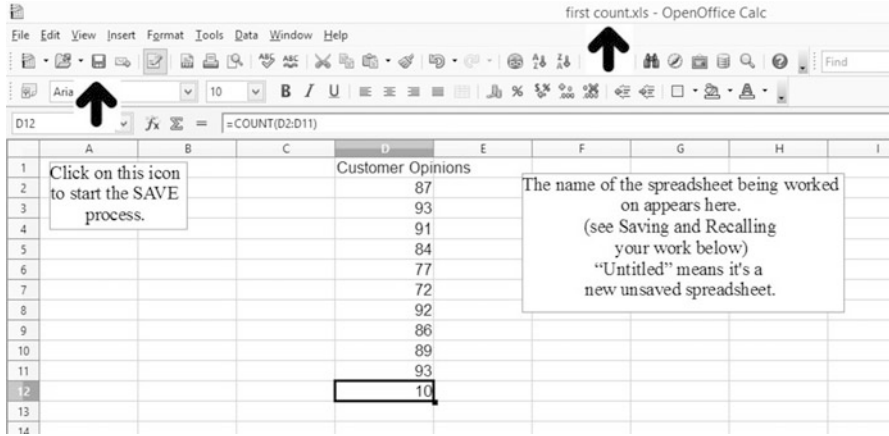 first count.xls - OpenOffice Calc
File Edit View Insert Format Tools Data Window Help
Find
Aria 10 B I U
D12 =COUNT(D2:D11)
A B C D E F G H I
1 Customer Opinions
2 87
3 93
4 91
5 84
6 77
7 72
8 92
9 86
10 89
11 93
12 10
13
14
Click on this icon
to start the SAVE
process.
The name of the spreadsheet being worked
on appears here.
(see Saving and Recalling
your work below)
“Untitled” means it's a
new unsaved spreadsheet.